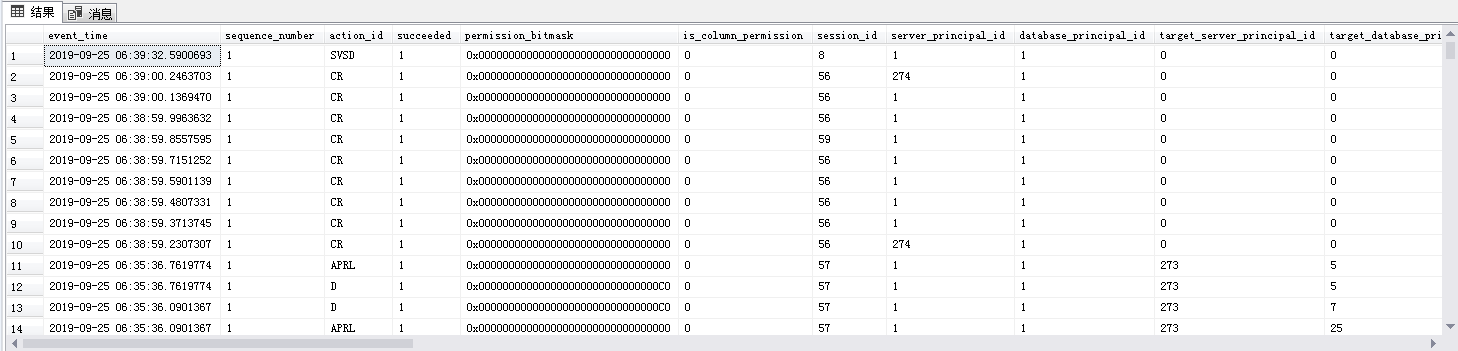 结果 消息
event_time sequence_number action_id succeeded permission_bitmask is_column_permission session_id server_principal_id database_principal_id target_server_principal_id target_database_pri
1 2019-09-25 06:39:32.5900693 1 SVSD 1 0x00000000000000000000000000000000 0 8 1 1 0 0
2 2019-09-25 06:39:00.2463703 1 CR 1 0x00000000000000000000000000000000 0 56 274 1 0 0
3 2019-09-25 06:39:00.1369470 1 CR 1 0x00000000000000000000000000000000 0 56 1 1 0 0
4 2019-09-25 06:38:59.9963632 1 CR 1 0x00000000000000000000000000000000 0 56 1 1 0 0
5 2019-09-25 06:38:59.8557595 1 CR 1 0x00000000000000000000000000000000 0 59 1 1 0 0
6 2019-09-25 06:38:59.7151252 1 CR 1 0x00000000000000000000000000000000 0 56 1 1 0 0
7 2019-09-25 06:38:59.5901139 1 CR 1 0x00000000000000000000000000000000 0 56 1 1 0 0
8 2019-09-25 06:38:59.4807331 1 CR 1 0x00000000000000000000000000000000 0 56 1 1 0 0
9 2019-09-25 06:38:59.3713745 1 CR 1 0x00000000000000000000000000000000 0 56 1 1 0 0
10 2019-09-25 06:38:59.2307307 1 CR 1 0x00000000000000000000000000000000 0 56 274 1 0 0
11 2019-09-25 06:35:36.7619774 1 APRL 1 0x00000000000000000000000000000000 0 57 1 1 273 5
12 2019-09-25 06:35:36.7619774 1 D 1 0x000000000000000000000000000000C0 0 57 1 1 273 5
13 2019-09-25 06:35:36.0901367 1 D 1 0x000000000000000000000000000000C0 0 57 1 1 273 7
14 2019-09-25 06:35:36.0901367 1 APRL 1 0x00000000000000000000000000000000 0 57 1 1 273 25